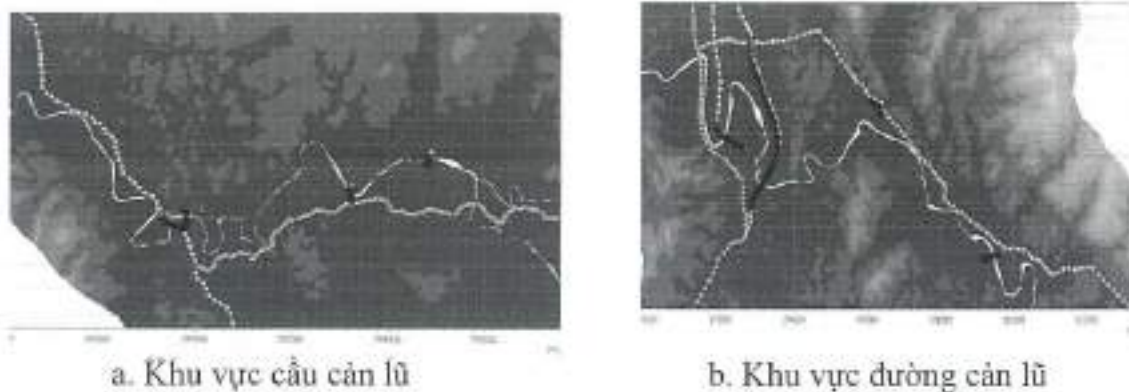 a. Khu vực cầu cản lũ
b. Khu vực đường cản lũ